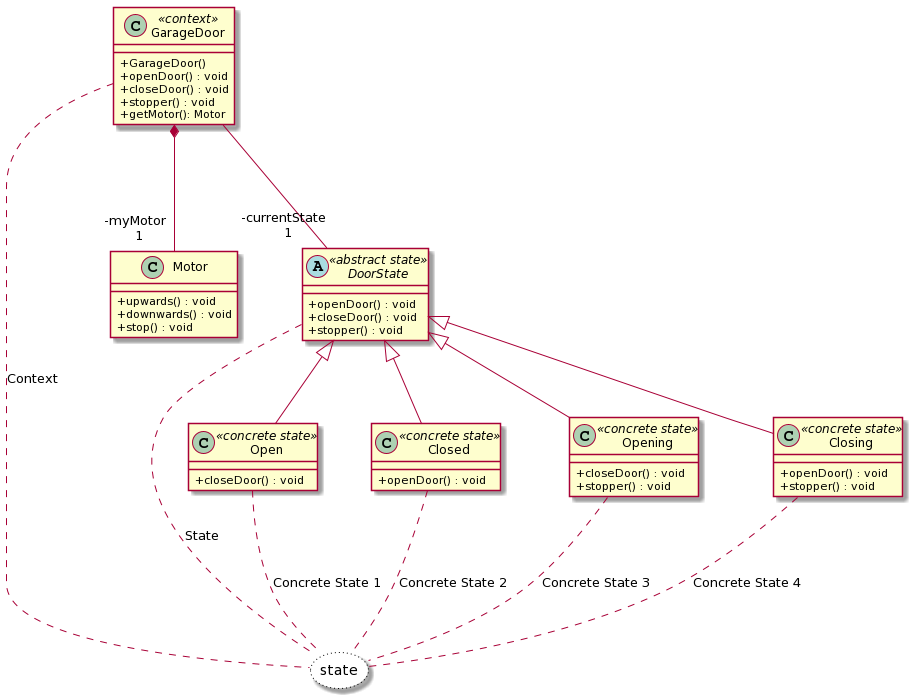 C «context»
GarageDoor
+GarageDoor()
+openDoor() : void
+closeDoor() : void
+stopper() : void
+getMotor(): Motor
-myMotor
1
-currentState
1
C Motor
+upwards() : void
+downwards() : void
+stop() : void
A «abstract state»
DoorState
+openDoor() : void
+closeDoor() : void
+stopper() : void
Context
C «concrete state»
Open
+closeDoor() : void
C «concrete state»
Closed
+openDoor() : void
C «concrete state»
Opening
+closeDoor() : void
+stopper() : void
C «concrete state»
Closing
+openDoor() : void
+stopper() : void
State
Concrete State 1
Concrete State 2
Concrete State 3
Concrete State 4
state